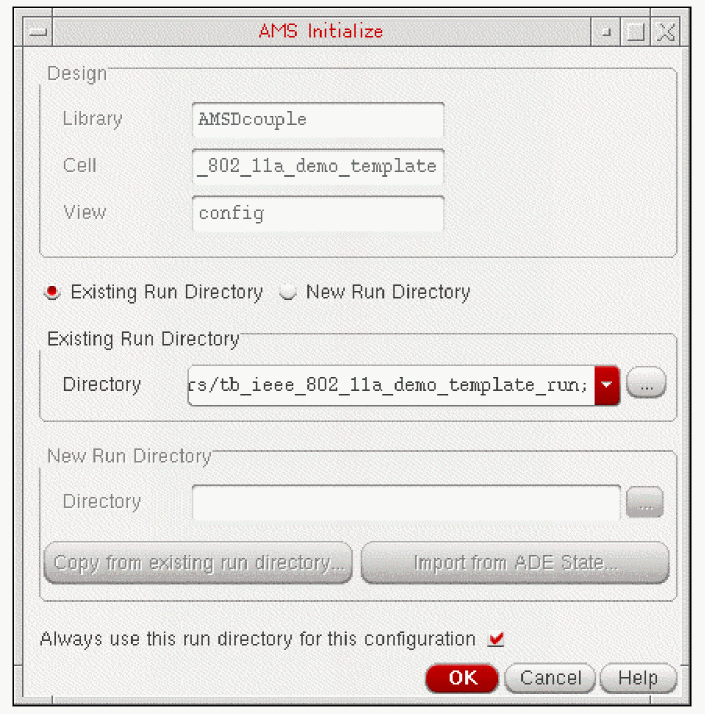 AMS Initialize
Design
Library AMSDcouple
Cell _802_11a_demo_template
View config
Existing Run Directory New Run Directory
Existing Run Directory
Directory rs/tb_ieee_802_11a_demo_template_run; ...
New Run Directory
Directory ...
Copy from existing run directory... Import from ADE State...
Always use this run directory for this configuration
OK Cancel Help